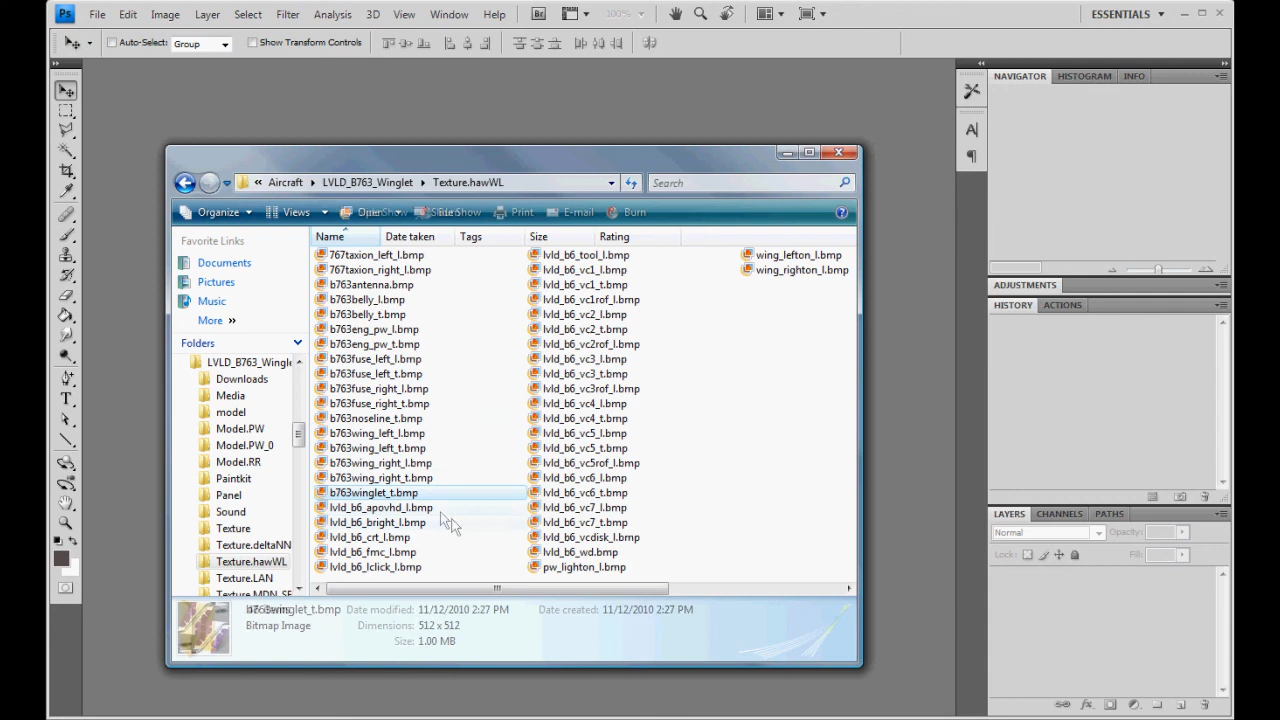 Ps File Edit Image Layer Select Filter Analysis 3D View Window Help Br 100% ESSENTIALS
Auto-Select: Group Show Transform Controls
NAVIGATOR HISTOGRAM INFO
Aircraft LVLD_B763_Winglet Texture.hawWL Search
Organize Views Print E-mail Burn
Favorite Links
Documents
Pictures
Music
More »
Folders
LVLD_B763_Wingle
Downloads
Media
model
Model.PW
Model.PW_0
Model.RR
Paintkit
Panel
Sound
Texture
Texture.deltaNN
Texture.hawWL
Texture.LAN
Texture.MDN_SE
Name Date taken Tags Size Rating
767taxion_left_l.bmp
767taxion_right_l.bmp
b763antenna.bmp
b763belly_l.bmp
b763belly_t.bmp
b763eng_pw_l.bmp
b763eng_pw_t.bmp
b763fuse_left_l.bmp
b763fuse_left_t.bmp
b763fuse_right_l.bmp
b763fuse_right_t.bmp
b763noseline_t.bmp
b763wing_left_l.bmp
b763wing_left_t.bmp
b763wing_right_l.bmp
b763wing_right_t.bmp
b763winglet_t.bmp
lvld_b6_apovhd_l.bmp
lvld_b6_bright_l.bmp
lvld_b6_crt_l.bmp
lvld_b6_fmc_l.bmp
lvld_b6_lclick_l.bmp
lvld_b6_tool_l.bmp
lvld_b6_vc1_l.bmp
lvld_b6_vc1_t.bmp
lvld_b6_vc1rof_l.bmp
lvld_b6_vc2_l.bmp
lvld_b6_vc2_t.bmp
lvld_b6_vc2rof_l.bmp
lvld_b6_vc3_l.bmp
lvld_b6_vc3_t.bmp
lvld_b6_vc3rof_l.bmp
lvld_b6_vc4_l.bmp
lvld_b6_vc4_t.bmp
lvld_b6_vc5_l.bmp
lvld_b6_vc5_t.bmp
lvld_b6_vc5rof_l.bmp
lvld_b6_vc6_l.bmp
lvld_b6_vc6_t.bmp
lvld_b6_vc7_l.bmp
lvld_b6_vc7_t.bmp
lvld_b6_vcdisk_l.bmp
lvld_b6_wd.bmp
pw_lighton_l.bmp
wing_lefton_l.bmp
wing_righton_l.bmp
Date modified: 11/12/2010 2:27 PM Date created: 11/12/2010 2:27 PM
Bitmap Image Dimensions: 512 x 512
Size: 1.00 MB
ADJUSTMENTS
HISTORY ACTIONS
LAYERS CHANNELS PATHS
Normal Opacity:
Lock: Fill: